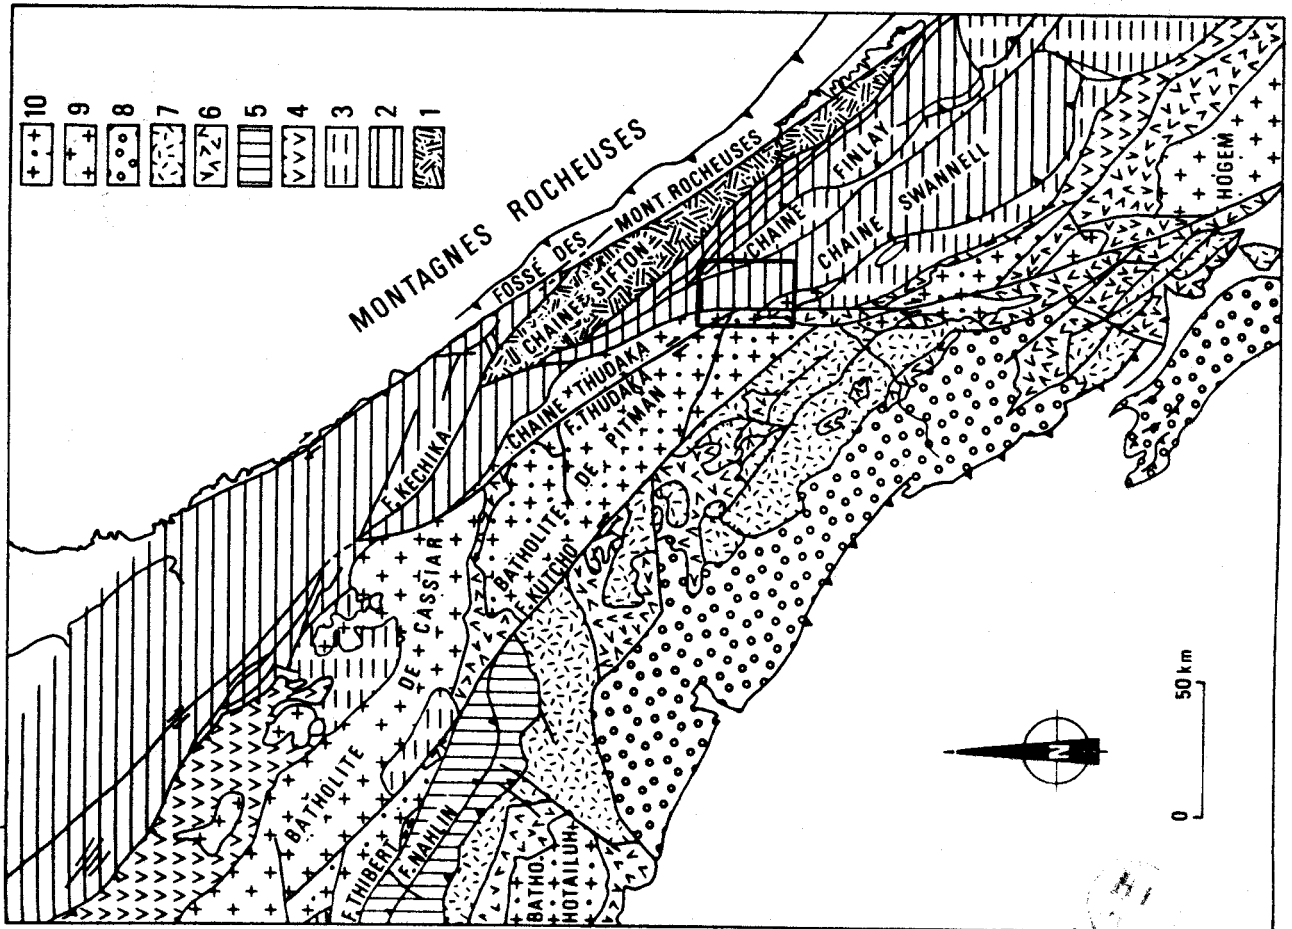 10
9
8
7
6
5
4
3
2
1
MONTAGNES ROCHEUSES
FOSSÉ DES MONT. ROCHEUSES
CHAINE SIFTON
CHAINE FINLAY
CHAINE SWANNELL
HOGEM
F. KECHIKA
CHAINE THUDAKA
F. THUDAKA
BATHOLITE DE PITMAN
F. KUTCHO
BATHOLITE DE CASSIAR
F. THIBERT
F. NAHLIN
BATHO.
HOTAILUH
N
0 50 km